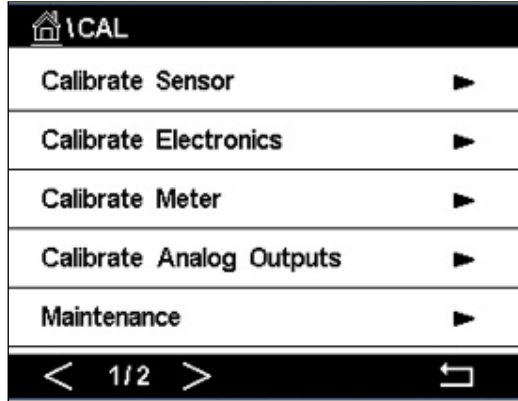 \CAL
Calibrate Sensor
Calibrate Electronics
Calibrate Meter
Calibrate Analog Outputs
Maintenance
< 1/2 >